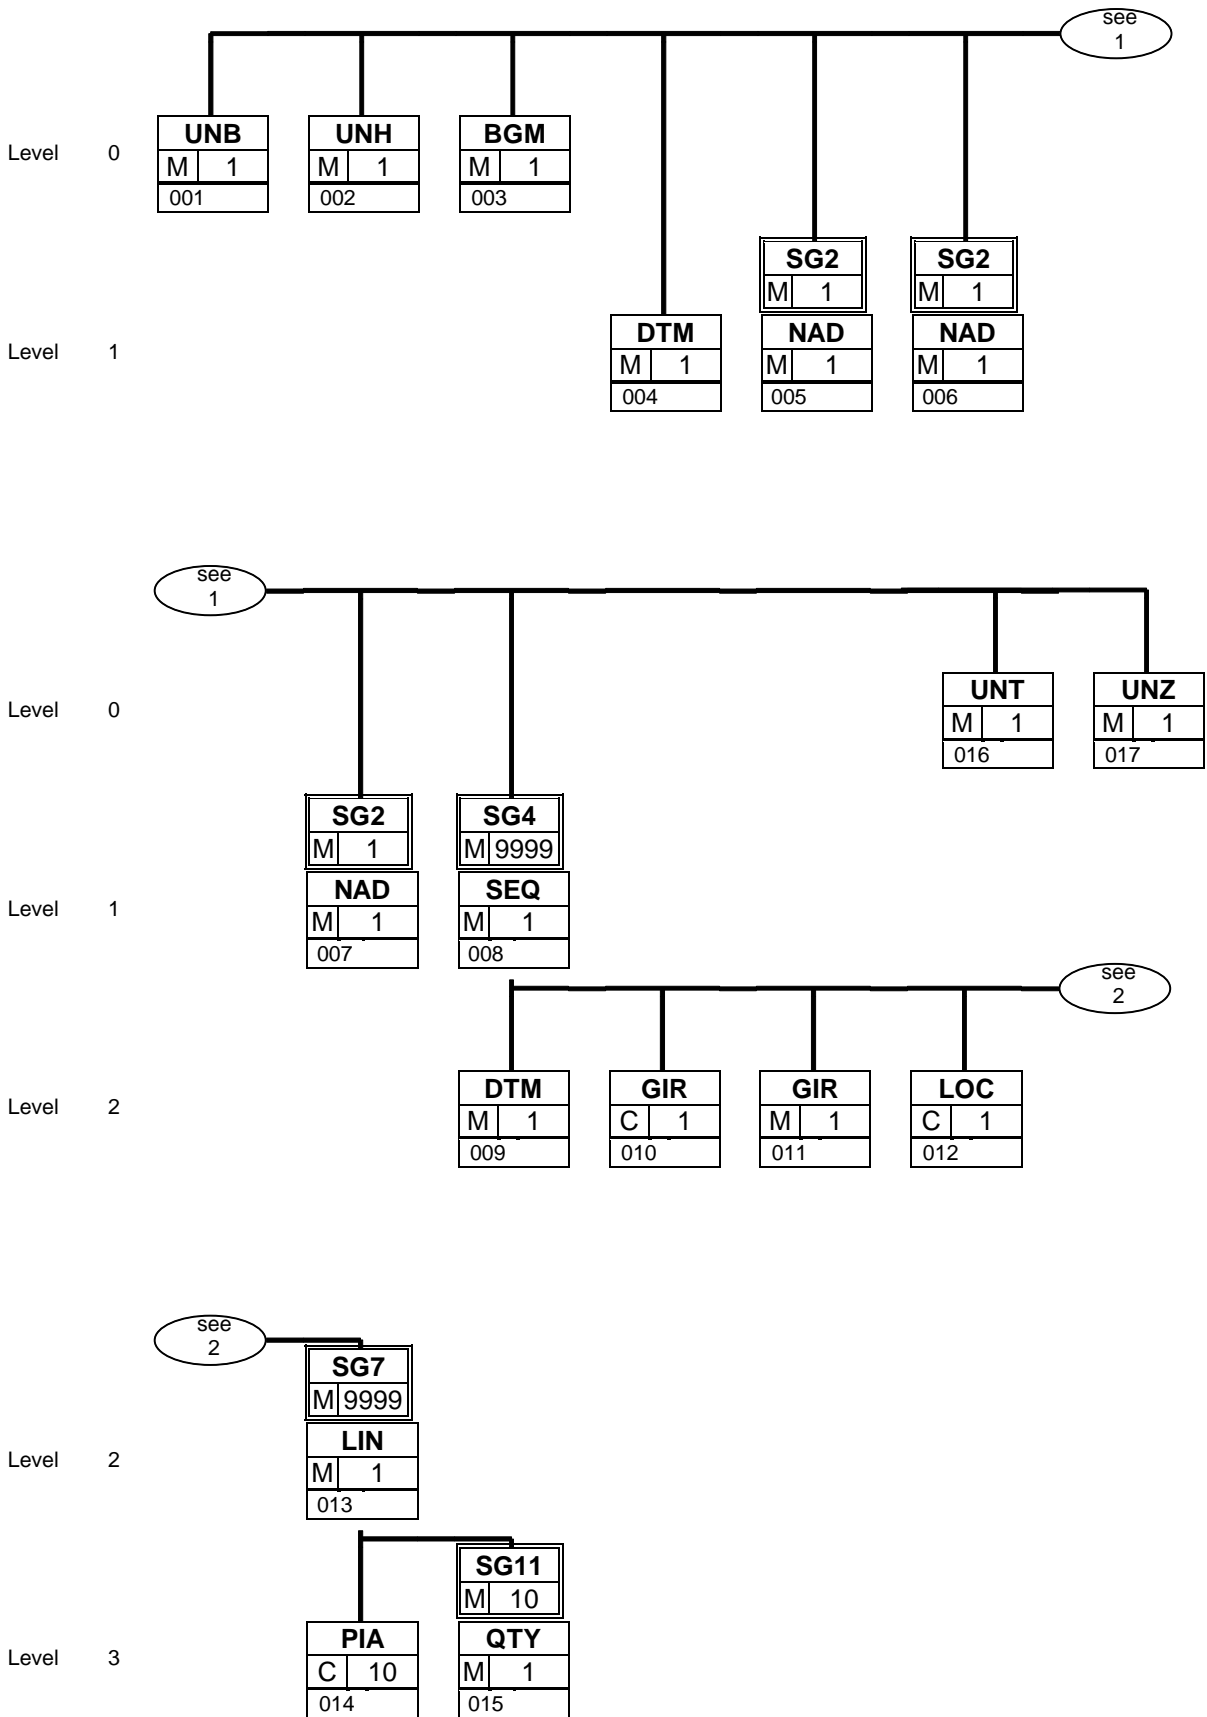 see
1
UNB UNH BGM
Level 0
M 1 M 1 M 1
001 002 003
SG2 SG2
M 1 M 1
DTM NAD NAD
Level 1
M 1 M 1 M 1
004 005 006
see
1
UNT UNZ
Level 0
M 1 M 1
016 017
SG2 SG4
M 1 M 9999
NAD SEQ
Level 1
M 1 M 1
007 008
see
2
DTM GIR GIR LOC
Level 2
M 1 C 1 M 1 C 1
009 010 011 012
see
2
SG7
M 9999
LIN
Level 2
M 1
013
SG11
M 10
PIA QTY
Level 3
C 10 M 1
014 015